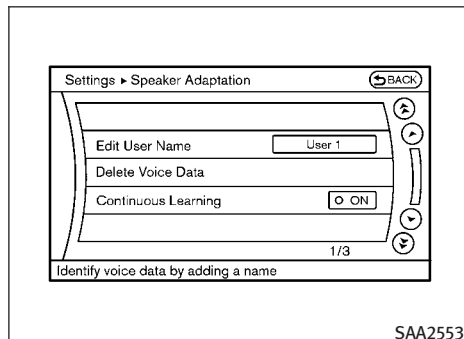 Settings ▸ Speaker Adaptation
BACK
Edit User Name
User 1
Delete Voice Data
Continuous Learning
ON
1/3
Identify voice data by adding a name
SAA2553